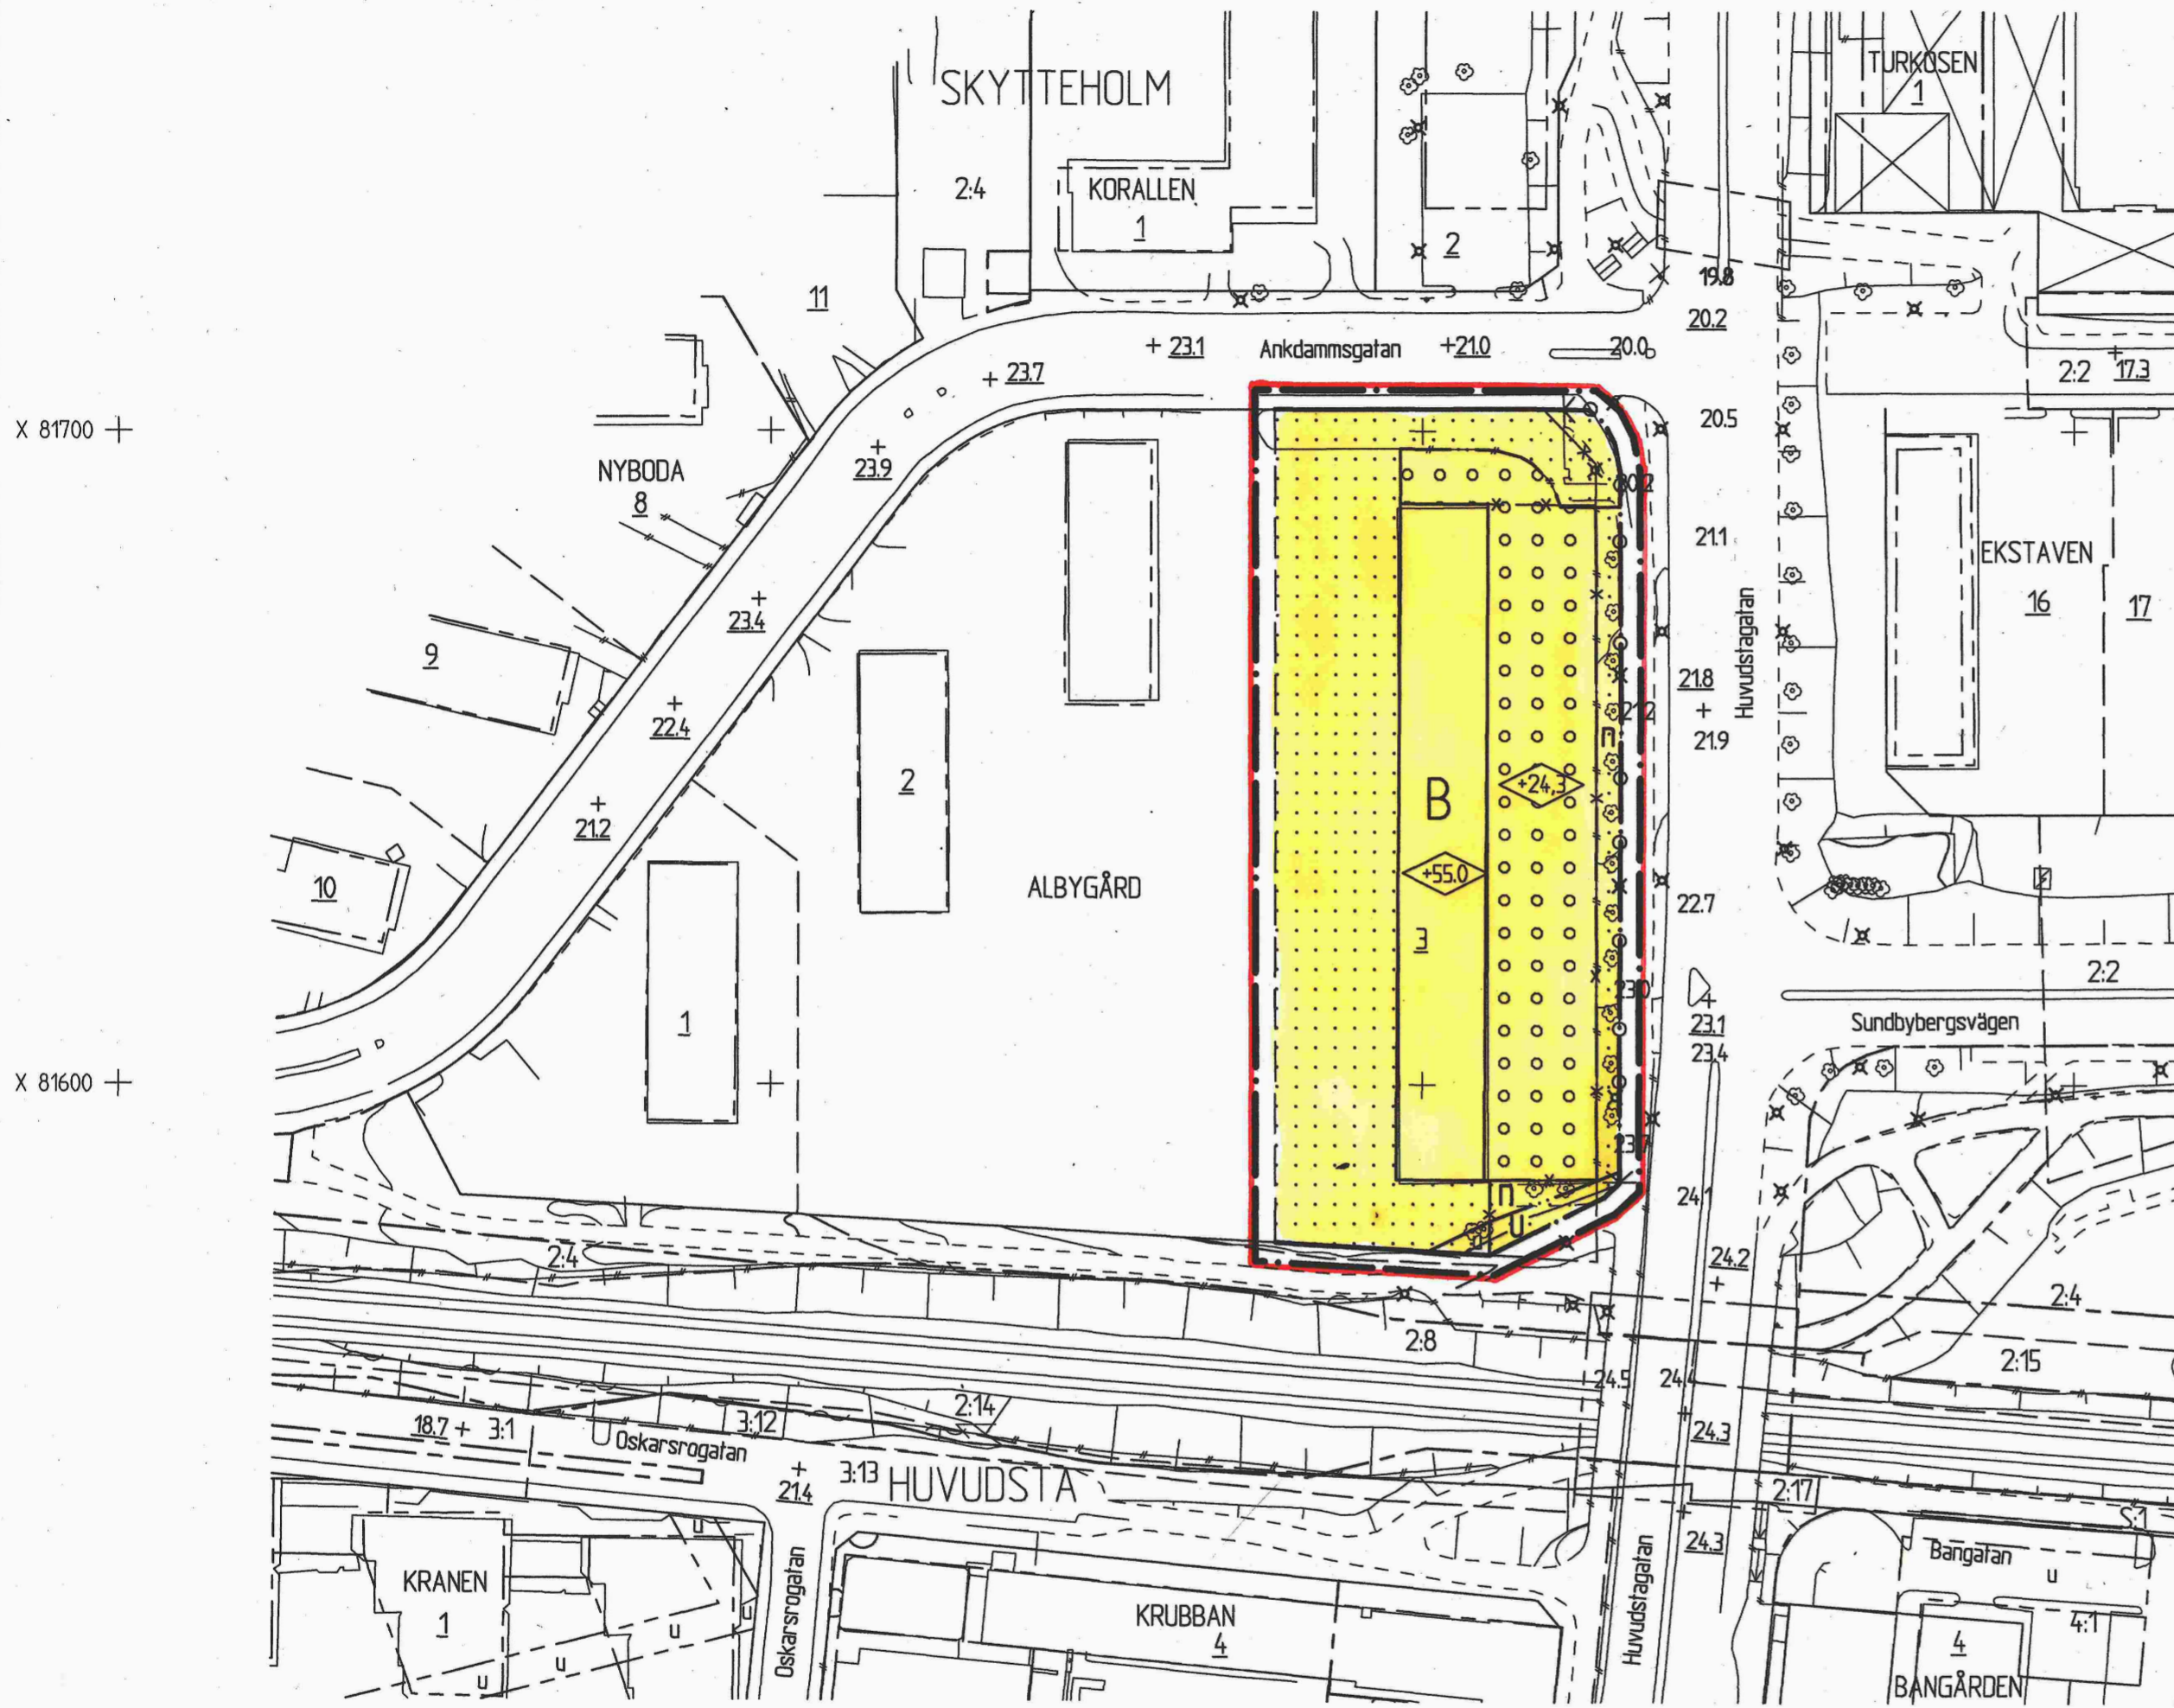 SKYTTEHOLM
TURKOSEN
1
2:4
KORALLEN
1
2
19.8
11
20.2
+ 23.1
Ankdammsgatan
+21.0
20.0
+ 23.7
2:2
17.3
X 81700
20.5
NYBODA
8
23.9
20.2
21.1
EKSTAVEN
16
17
23.4
Huvudstagatan
9
21.8
22.4
21.2
21.9
n
2
B
+24,3
21.2
+55.0
10
ALBYGÅRD
22.7
3
2:2
23.0
1
23.1
Sundbybergsvägen
23.4
X 81600
23.7
24.1
n
u
2:4
24.2
2:4
2:8
2:15
24.5
24.4
2:14
18.7 + 3:1
3:12
Oskarsrogatan
24.3
3:13
HUVUDSTA
21.4
2:17
S:1
24.3
u
Bangatan
KRANEN
1
u
u
u
u
u
Oskarsrogatan
KRUBBAN
4
Huvudstagatan
4
4:1
BANGÅRDEN